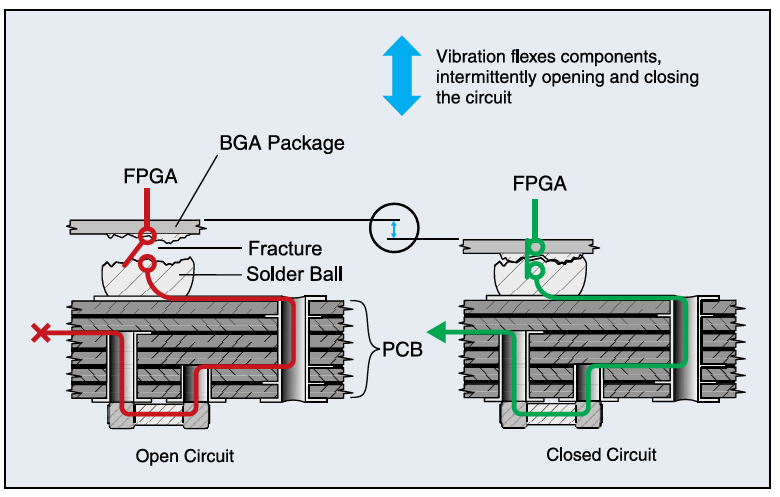 Vibration flexes components,
intermittently opening and closing
the circuit
BGA Package
FPGA
Fracture
Solder Ball
FPGA
PCB
Open Circuit
Closed Circuit